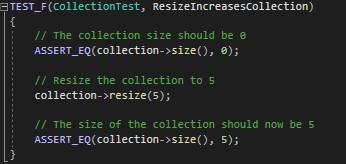 TEST_F(CollectionTest, ResizeIncreasesCollection)
{
// The collection size should be 0
ASSERT_EQ(collection->size(), 0);
// Resize the collection to 5
collection->resize(5);
// The size of the collection should now be 5
ASSERT_EQ(collection->size(), 5);
}